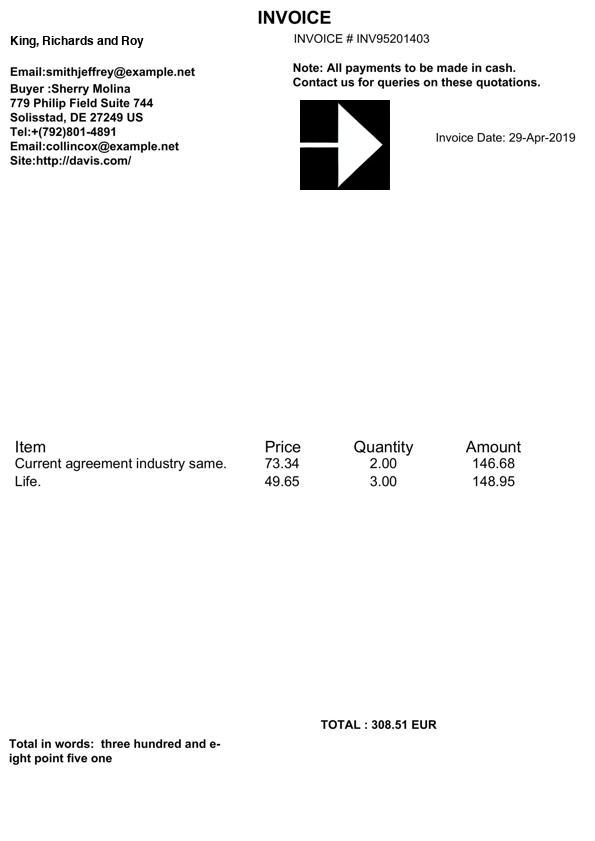 INVOICE
King, Richards and Roy
INVOICE # INV95201403
Email:smithjeffrey@example.net
Note: All payments to be made in cash.
Contact us for queries on these quotations.
Buyer :Sherry Molina
779 Philip Field Suite 744
Solisstad, DE 27249 US
Tel:+(792)801-4891
Email:collincox@example.net
Site:http://davis.com/
Invoice Date: 29-Apr-2019
Item Price Quantity Amount
Current agreement industry same. 73.34 2.00 146.68
Life. 49.65 3.00 148.95
TOTAL : 308.51 EUR
Total in words:  three hundred and e-
ight point five one